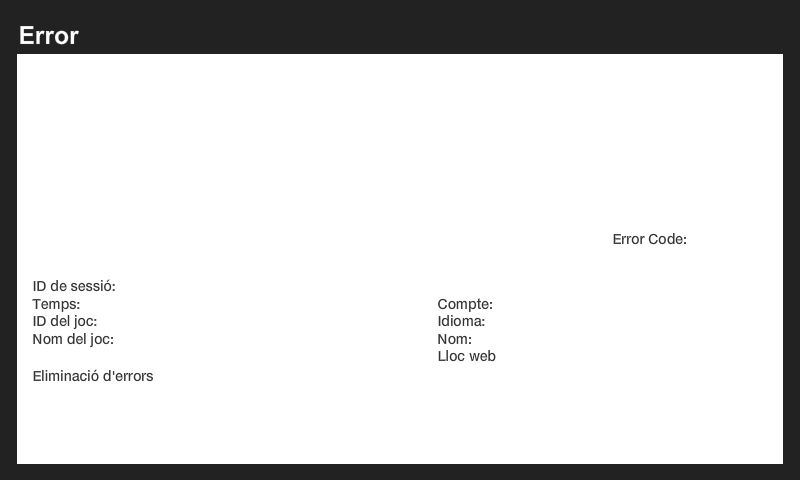 Error
Error Code:
ID de sessió:
Temps:
ID del joc:
Nom del joc:
Compte:
Idioma:
Nom:
Lloc web
Eliminació d'errors